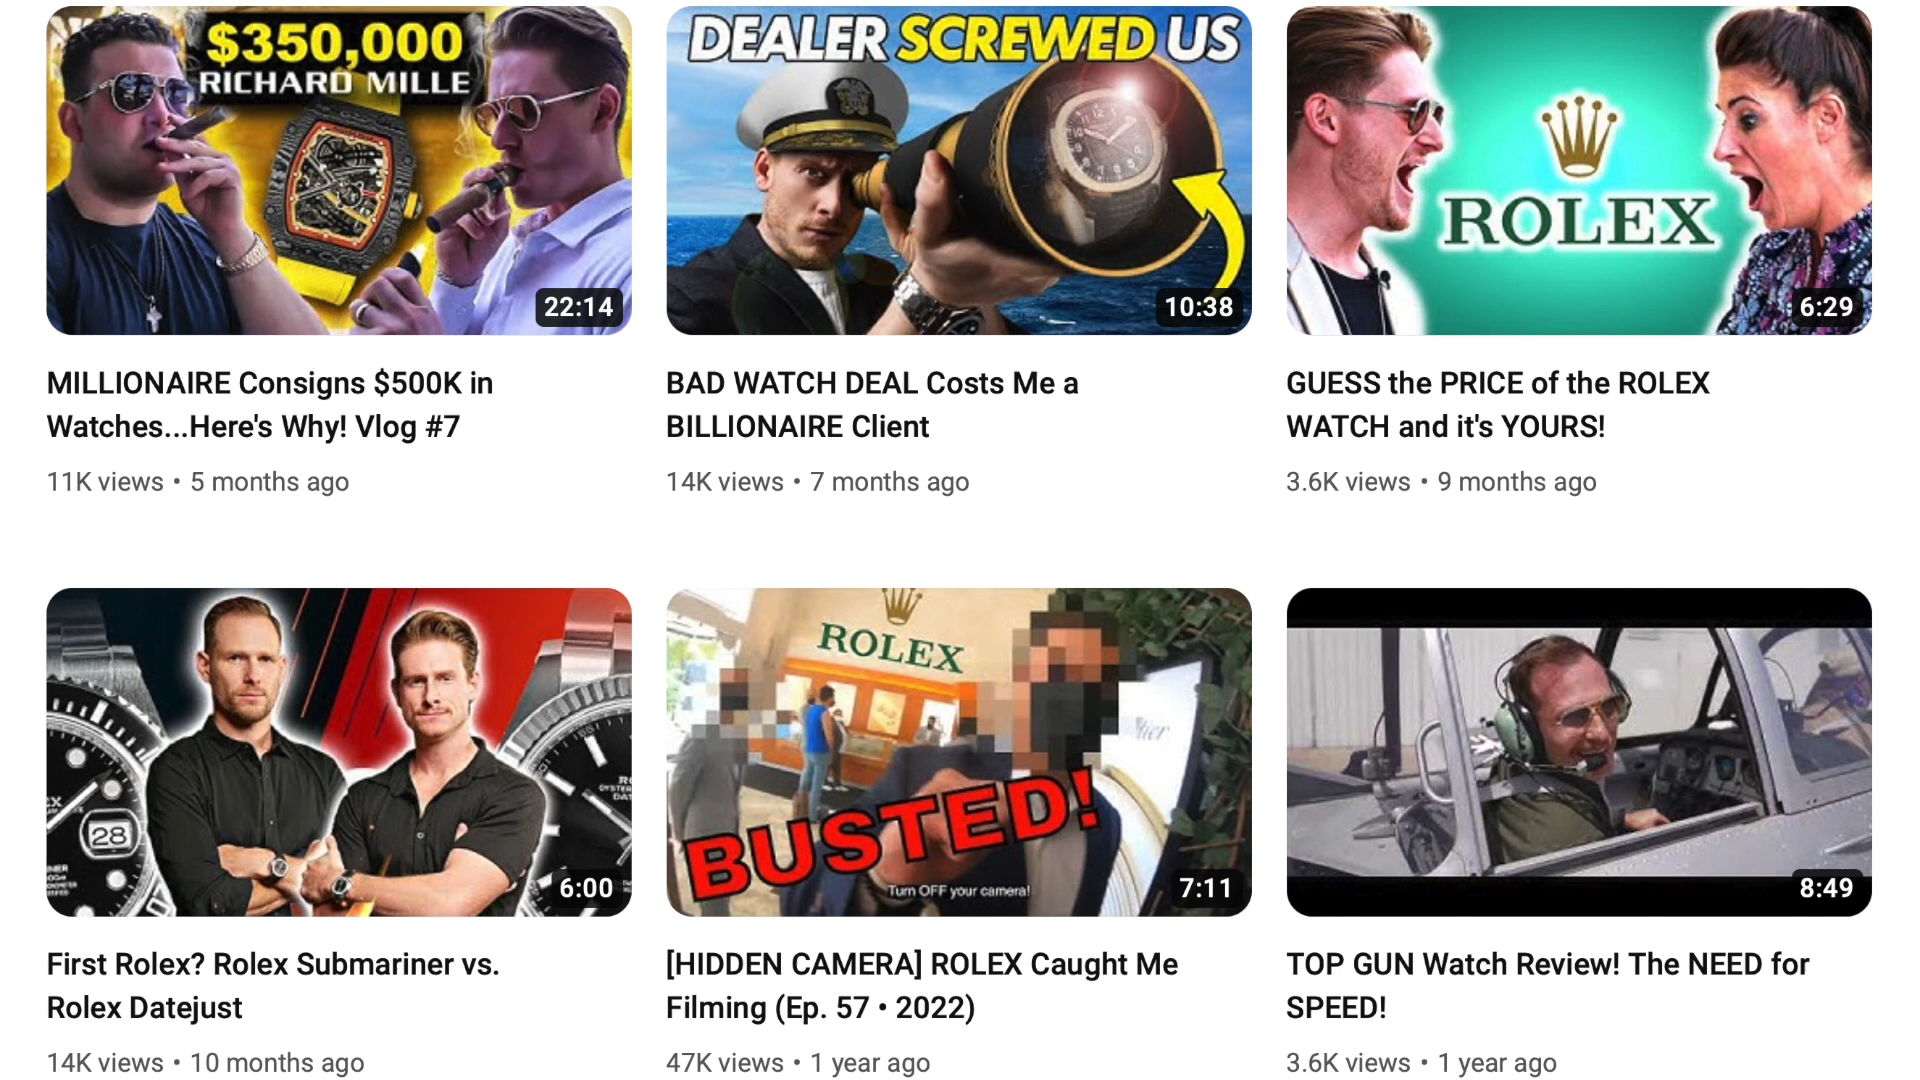 $350,000
RICHARD MILLE
22:14
MILLIONAIRE Consigns $500K in
Watches...Here's Why! Vlog #7
11K views • 5 months ago
DEALER SCREWED US
10:38
BAD WATCH DEAL Costs Me a
BILLIONAIRE Client
14K views • 7 months ago
ROLEX
6:29
GUESS the PRICE of the ROLEX
WATCH and it's YOURS!
3.6K views • 9 months ago
28
6:00
First Rolex? Rolex Submariner vs.
Rolex Datejust
14K views • 10 months ago
ROLEX
BUSTED!
Turn OFF your camera!
7:11
[HIDDEN CAMERA] ROLEX Caught Me
Filming (Ep. 57 • 2022)
47K views • 1 year ago
8:49
TOP GUN Watch Review! The NEED for
SPEED!
3.6K views • 1 year ago